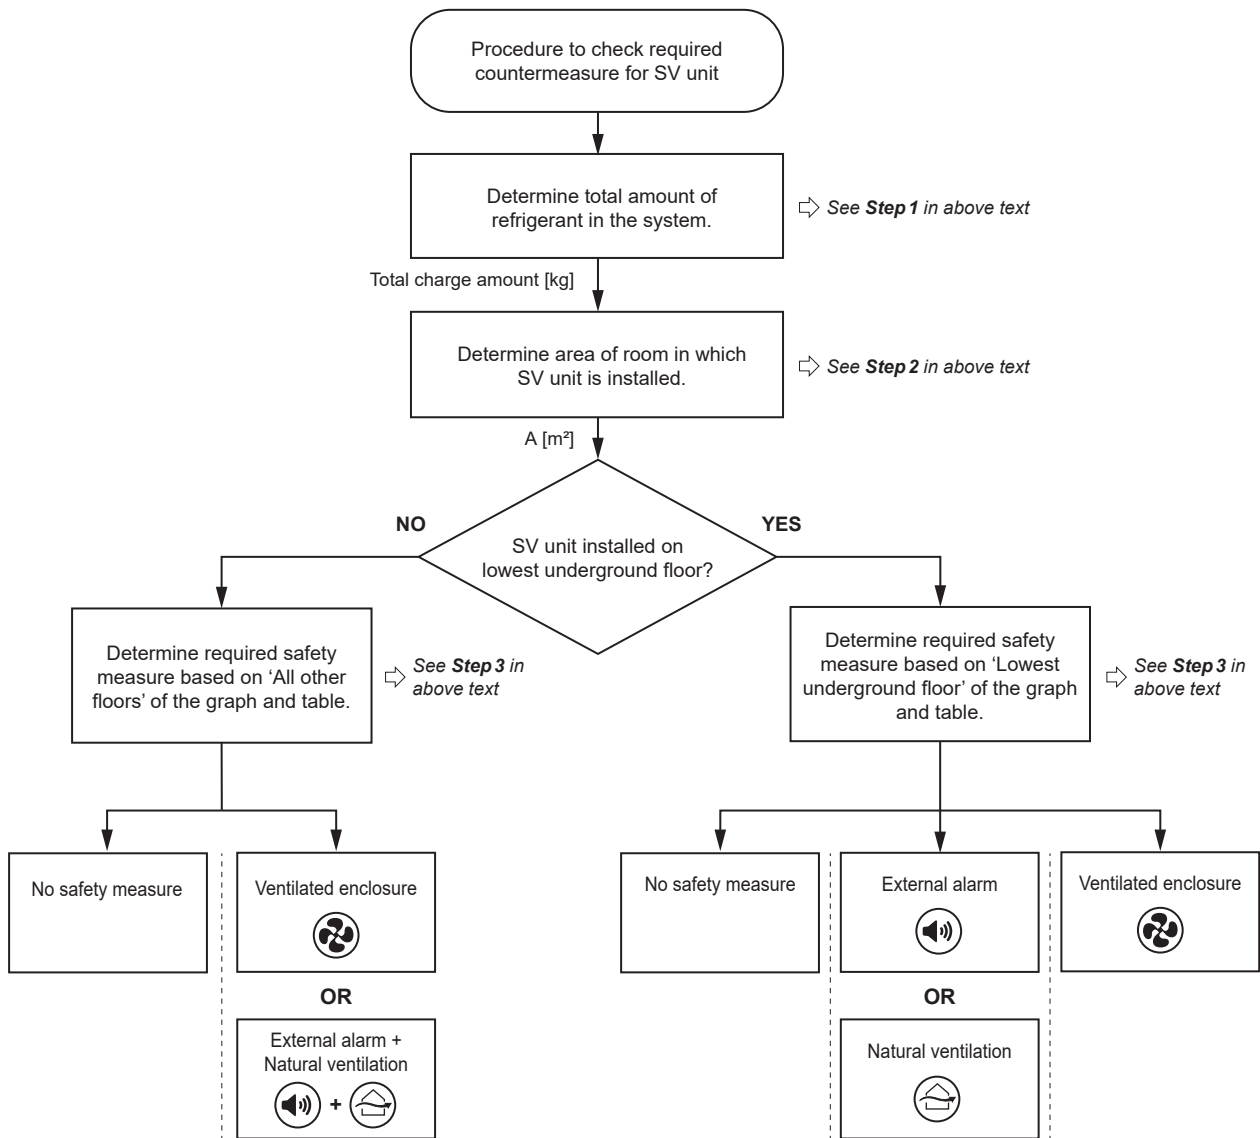 Procedure to check required
countermeasure for SV unit
Determine total amount of
refrigerant in the system.
See Step 1 in above text
Total charge amount [kg]
Determine area of room in which
SV unit is installed.
See Step 2 in above text
A [m²]
NO
YES
SV unit installed on
lowest underground floor?
Determine required safety
measure based on ‘All other
floors’ of the graph and table.
See Step 3 in
above text
Determine required safety
measure based on ‘Lowest
underground floor’ of the graph
and table.
See Step 3 in
above text
No safety measure
Ventilated enclosure
OR
External alarm +
Natural ventilation
+
No safety measure
External alarm
OR
Natural ventilation
Ventilated enclosure